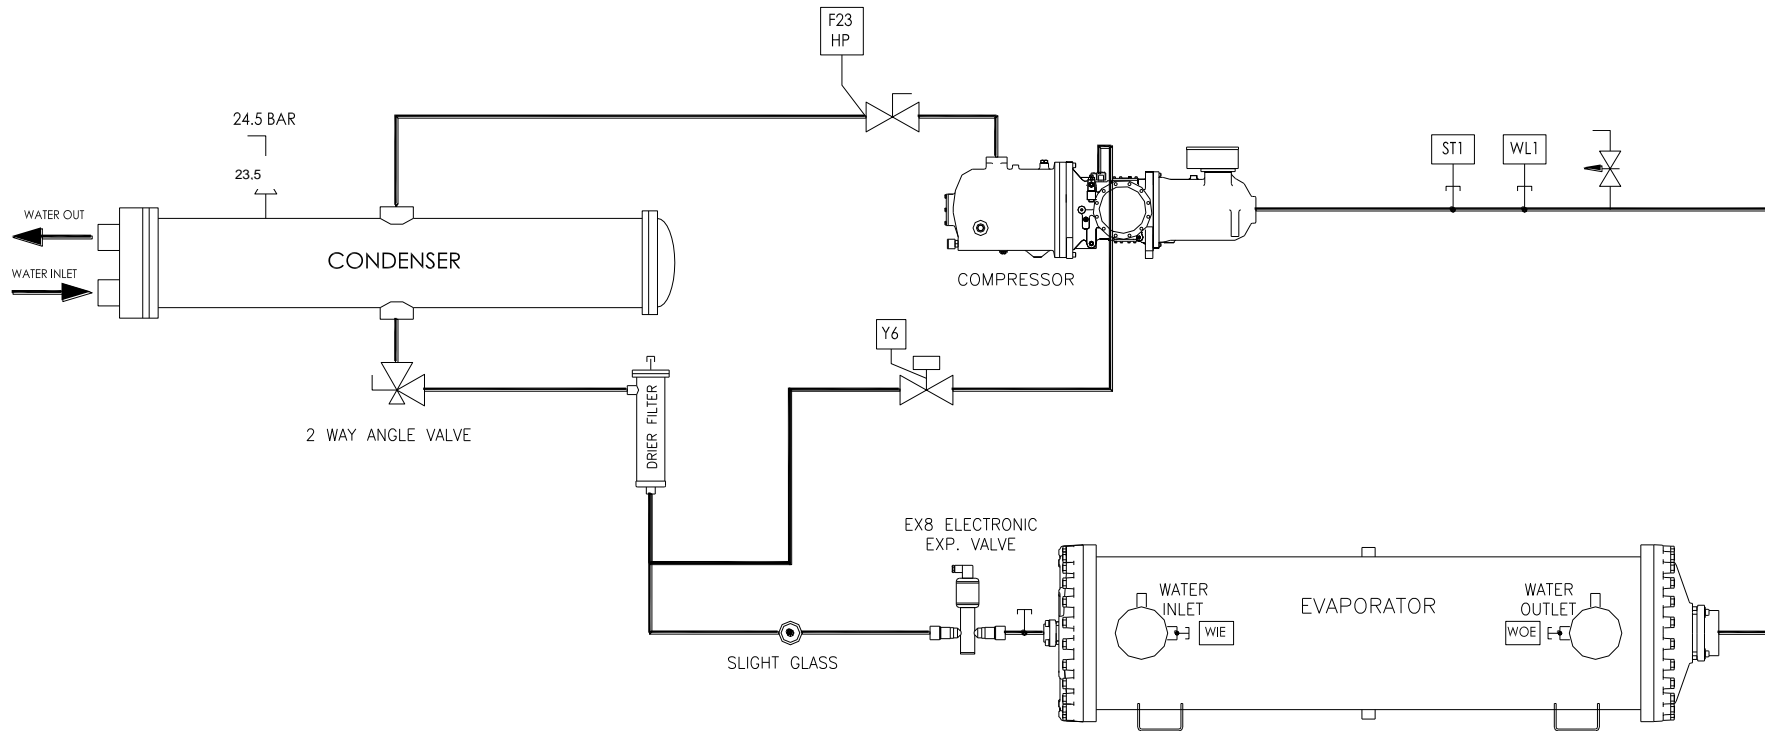 F23
HP
24.5 BAR
23.5
ST1
WL1
WATER OUT
WATER INLET
CONDENSER
COMPRESSOR
Y6
2 WAY ANGLE VALVE
DRIER FILTER
EX8 ELECTRONIC
EXP. VALVE
SLIGHT GLASS
WATER
INLET
WIE
EVAPORATOR
WATER
OUTLET
WOE